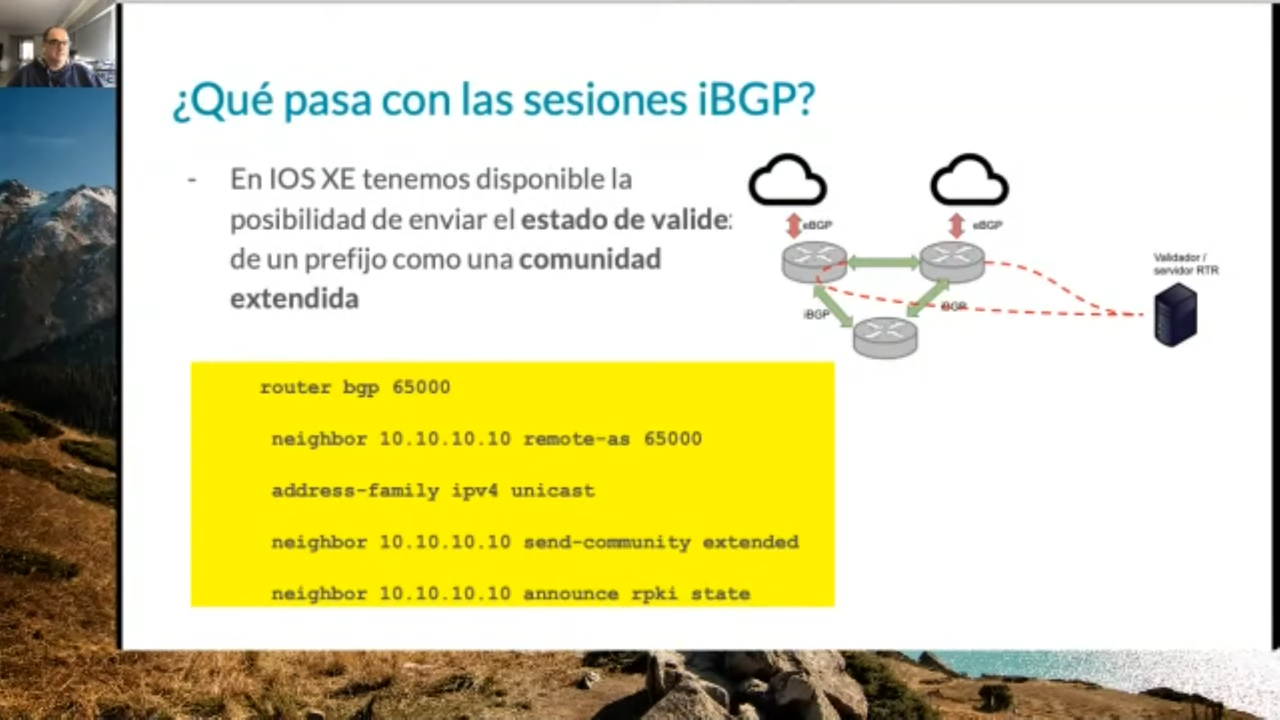 ¿Qué pasa con las sesiones iBGP?
- En IOS XE tenemos disponible la
posibilidad de enviar el estado de valide
de un prefijo como una comunidad
extendida
eBGP
eBGP
Validador /
servidor RTR
iBGP
iBGP
router bgp 65000
neighbor 10.10.10.10 remote-as 65000
address-family ipv4 unicast
neighbor 10.10.10.10 send-community extended
neighbor 10.10.10.10 announce rpki state